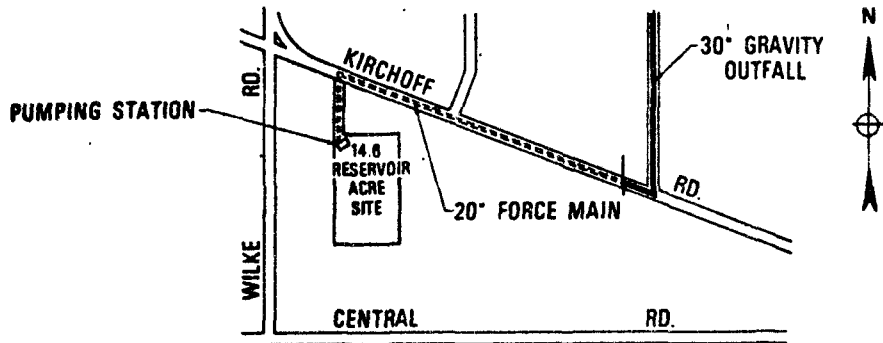 N
KIRCHOFF
30" GRAVITY
OUTFALL
RD.
PUMPING STATION
14.6
RESERVOIR
ACRE
SITE
RD.
20" FORCE MAIN
WILKE
CENTRAL
RD.